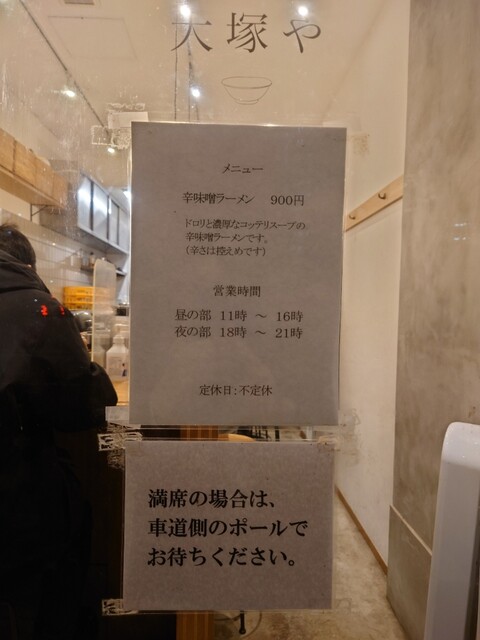 大塚や
メニュー
辛味噌ラーメン 900円
ドロリと濃厚なコッテリスープの
辛味噌ラーメンです。
(辛さは控えめです)
営業時間
昼の部 11時 〜 16時
夜の部 18時 〜 21時
定休日:不定休
満席の場合は、
車道側のポールで
お待ちください。